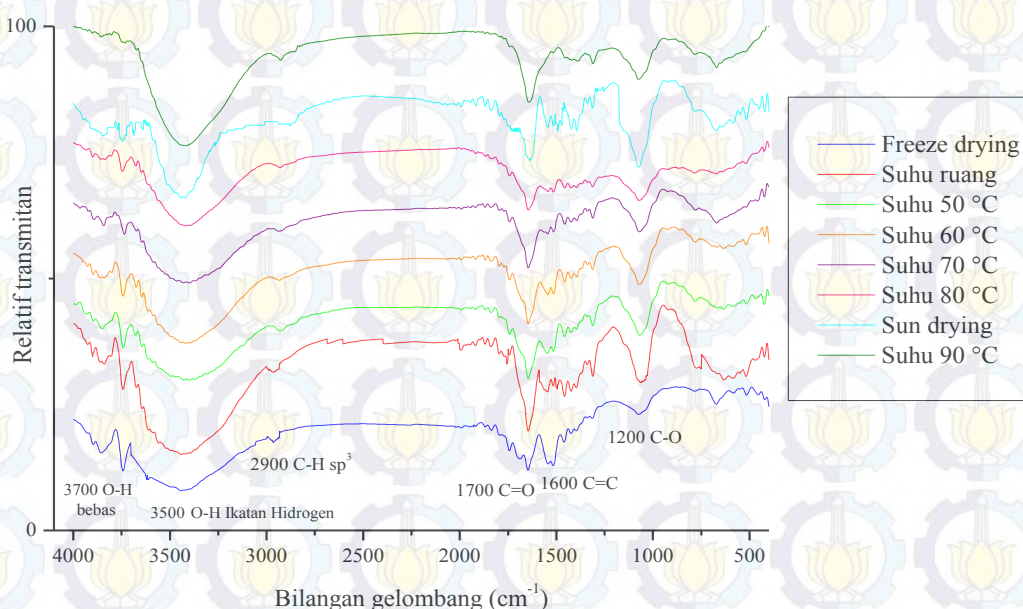 100
Relatif transmitan
0
3700 O-H
bebas
3500 O-H Ikatan Hidrogen
2900 C-H sp³
1700 C=O
1600 C=C
1200 C-O
4000 3500 3000 2500 2000 1500 1000 500
Bilangan gelombang (cm⁻¹)
Freeze drying
Suhu ruang
Suhu 50 °C
Suhu 60 °C
Suhu 70 °C
Suhu 80 °C
Sun drying
Suhu 90 °C